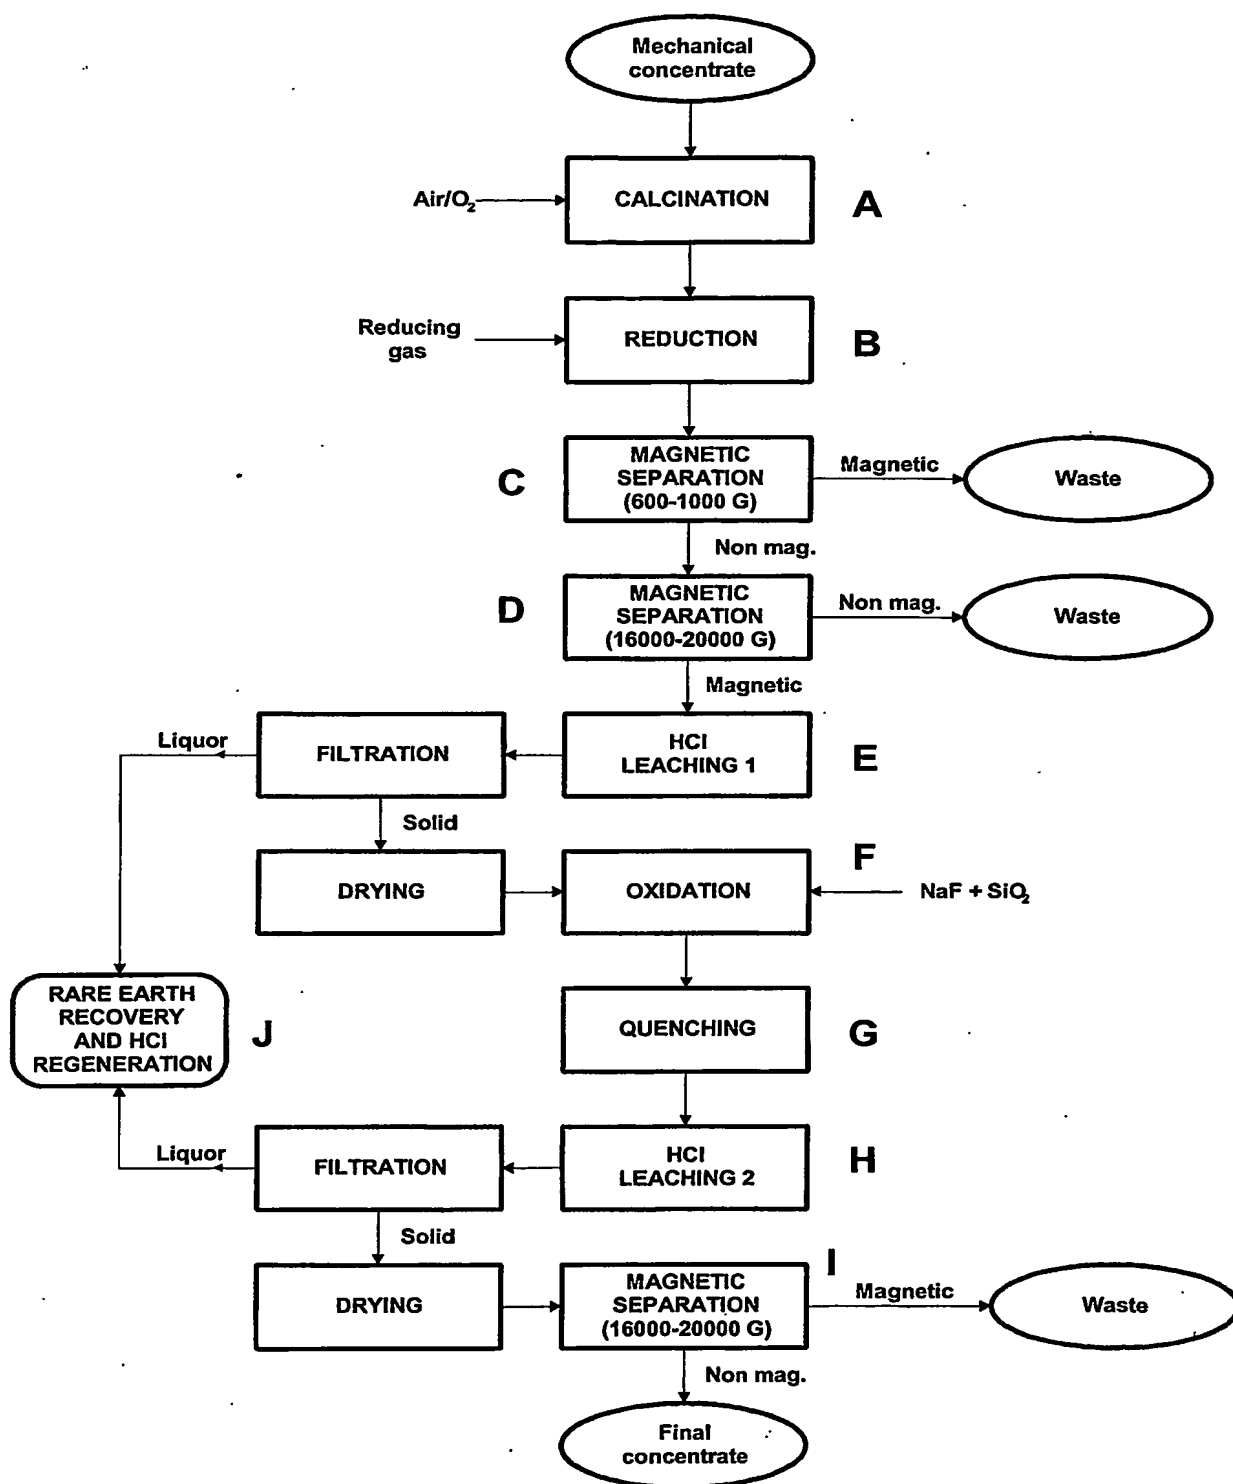 Mechanical
concentrate
Air/O₂
CALCINATION
A
Reducing
gas
REDUCTION
B
C
MAGNETIC
SEPARATION
(600-1000 G)
Magnetic
Waste
Non mag.
D
MAGNETIC
SEPARATION
(16000-20000 G)
Non mag.
Waste
Magnetic
Liquor
FILTRATION
HCl
LEACHING 1
E
Solid
DRYING
OXIDATION
F
NaF + SiO₂
RARE EARTH
RECOVERY
AND HCl
REGENERATION
J
QUENCHING
G
Liquor
FILTRATION
HCl
LEACHING 2
H
Solid
DRYING
MAGNETIC
SEPARATION
(16000-20000 G)
I
Magnetic
Waste
Non mag.
Final
concentrate